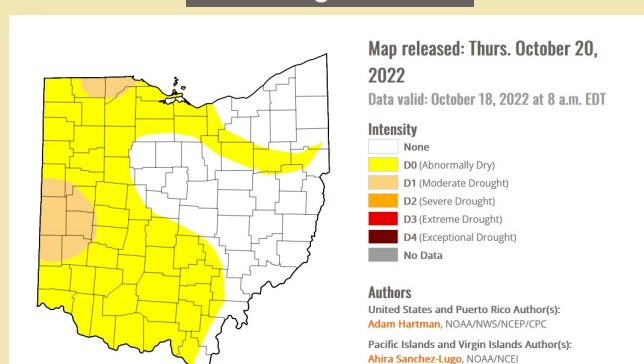 Map released: Thurs. October 20,
2022
Data valid: October 18, 2022 at 8 a.m. EDT
Intensity
None
D0 (Abnormally Dry)
D1 (Moderate Drought)
D2 (Severe Drought)
D3 (Extreme Drought)
D4 (Exceptional Drought)
No Data
Authors
United States and Puerto Rico Author(s):
Adam Hartman, NOAA/NWS/NCEP/CPC
Pacific Islands and Virgin Islands Author(s):
Ahira Sanchez-Lugo, NOAA/NCEI